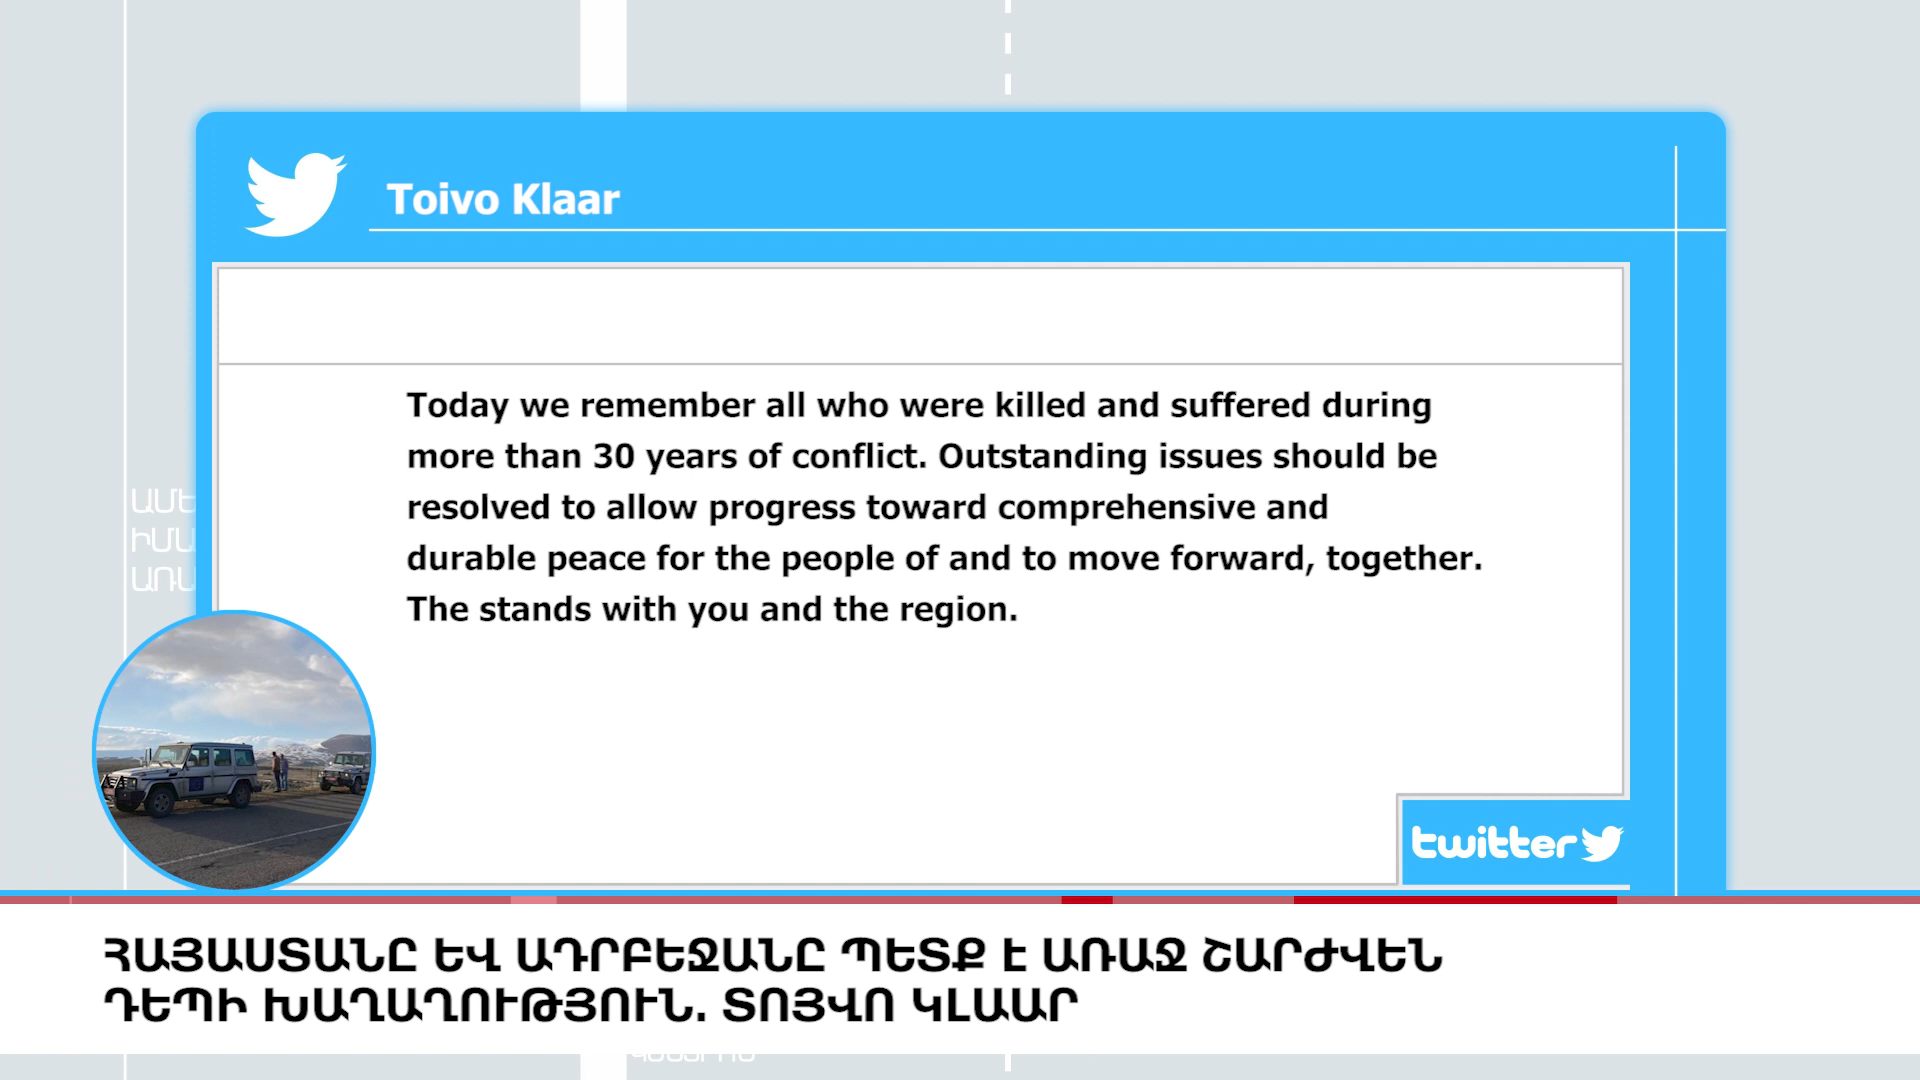 Toivo Klaar
Today we remember all who were killed and suffered during
more than 30 years of conflict. Outstanding issues should be
resolved to allow progress toward comprehensive and
durable peace for the people of and to move forward, together.
The stands with you and the region.
twitter
ՀԱՅԱՍՏԱՆԸ ԵՎ ԱԴՐԲԵՋԱՆԸ ՊԵՏՔ Է ԱՌԱՋ ՇԱՐԺՎԵՆ
ԴԵՊԻ ԽԱՂԱՂՈՒԹՅՈՒՆ. ՏՈՅՎՈ ԿԼԱԱՐ